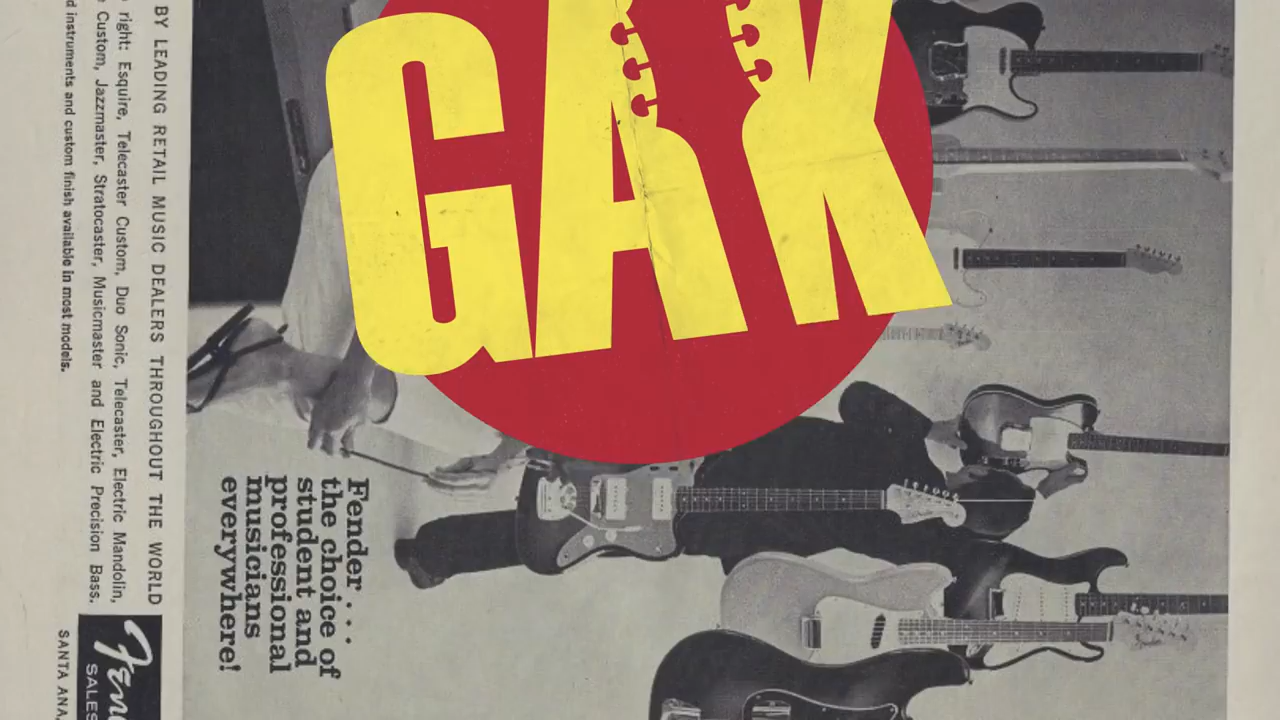 GAK
BY LEADING RETAIL MUSIC DEALERS THROUGHOUT THE WORLD
right: Esquire, Telecaster Custom, Duo Sonic, Telecaster, Electric Mandolin,
Custom, Jazzmaster, Stratocaster, Musicmaster and Electric Precision Bass.
instruments and custom finish available in most models.
Fender . . .
the choice of
student and
professional
musicians
everywhere!
SALES
SANTA ANA,